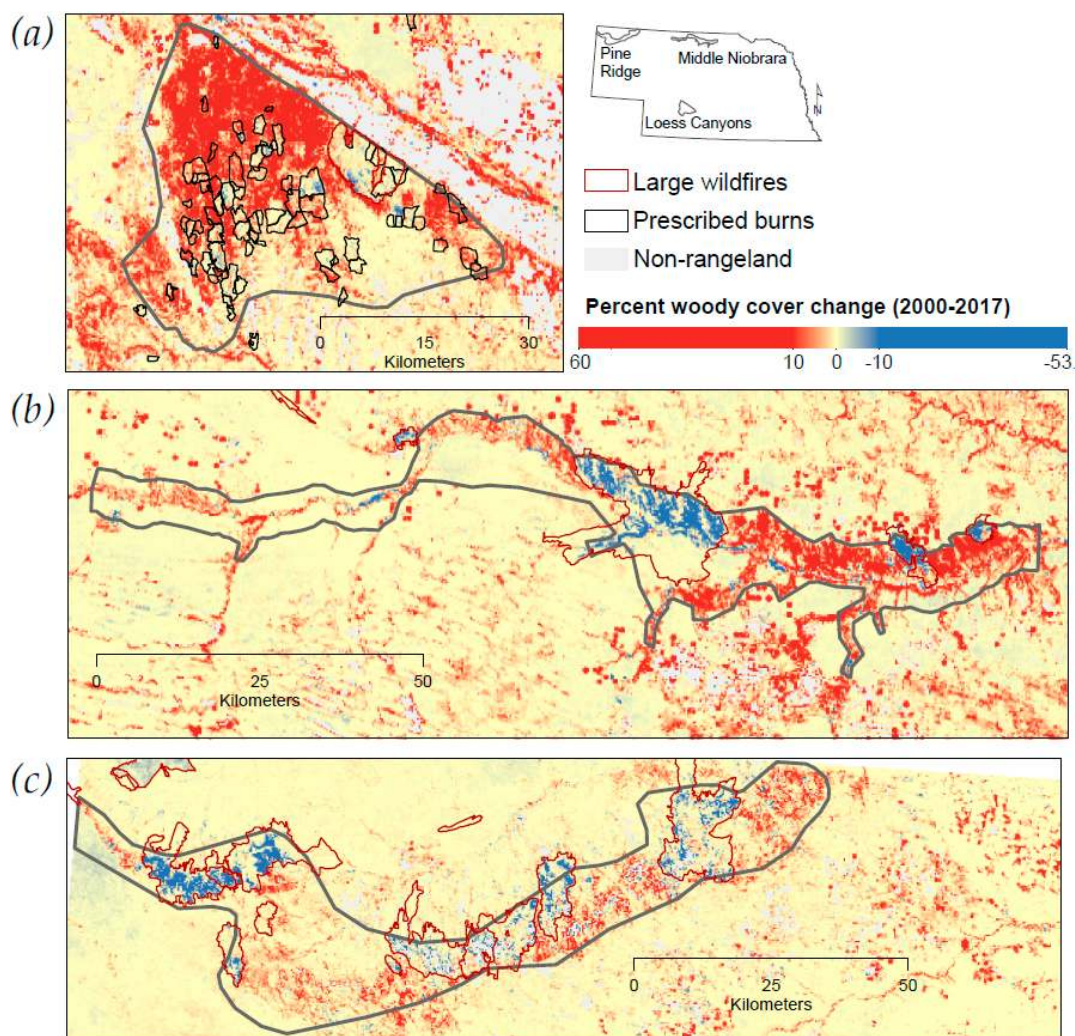 (a)
Pine
Ridge
Middle Niobrara
Loess Canyons
N
Large wildfires
Prescribed burns
Non-rangeland
Percent woody cover change (2000-2017)
60 10 0 -10 -53.
0 15 30
Kilometers
(b)
0 25 50
Kilometers
(c)
0 25 50
Kilometers